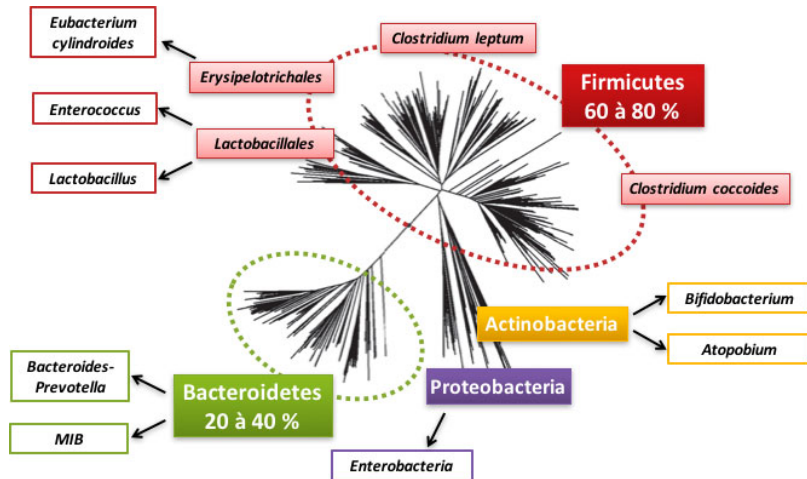 Eubacterium
cylindroides
Clostridium leptum
Erysipelotrichales
Firmicutes
60 à 80 %
Enterococcus
Lactobacillales
Lactobacillus
Clostridium coccoides
Bifidobacterium
Actinobacteria
Atopobium
Bacteroides-
Prevotella
Bacteroidetes
20 à 40 %
Proteobacteria
MIB
Enterobacteria